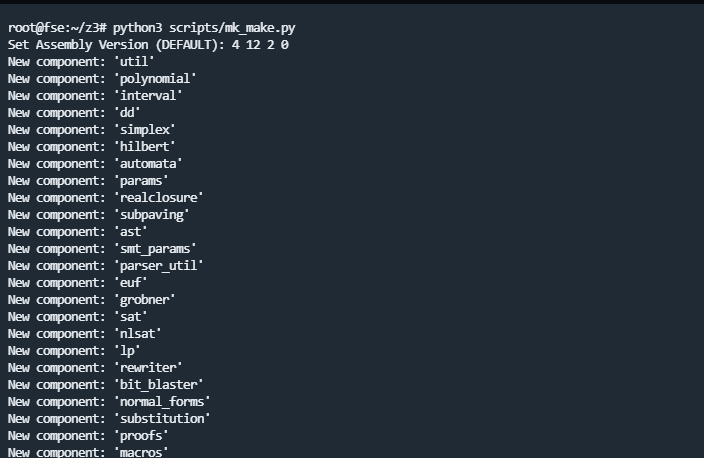 root@fse:~/z3# python3 scripts/mk_make.py
Set Assembly Version (DEFAULT): 4 12 2 0
New component: 'util'
New component: 'polynomial'
New component: 'interval'
New component: 'dd'
New component: 'simplex'
New component: 'hilbert'
New component: 'automata'
New component: 'params'
New component: 'realclosure'
New component: 'subpaving'
New component: 'ast'
New component: 'smt_params'
New component: 'parser_util'
New component: 'euf'
New component: 'grobner'
New component: 'sat'
New component: 'nlsat'
New component: 'lp'
New component: 'rewriter'
New component: 'bit_blaster'
New component: 'normal_forms'
New component: 'substitution'
New component: 'proofs'
New component: 'macros'